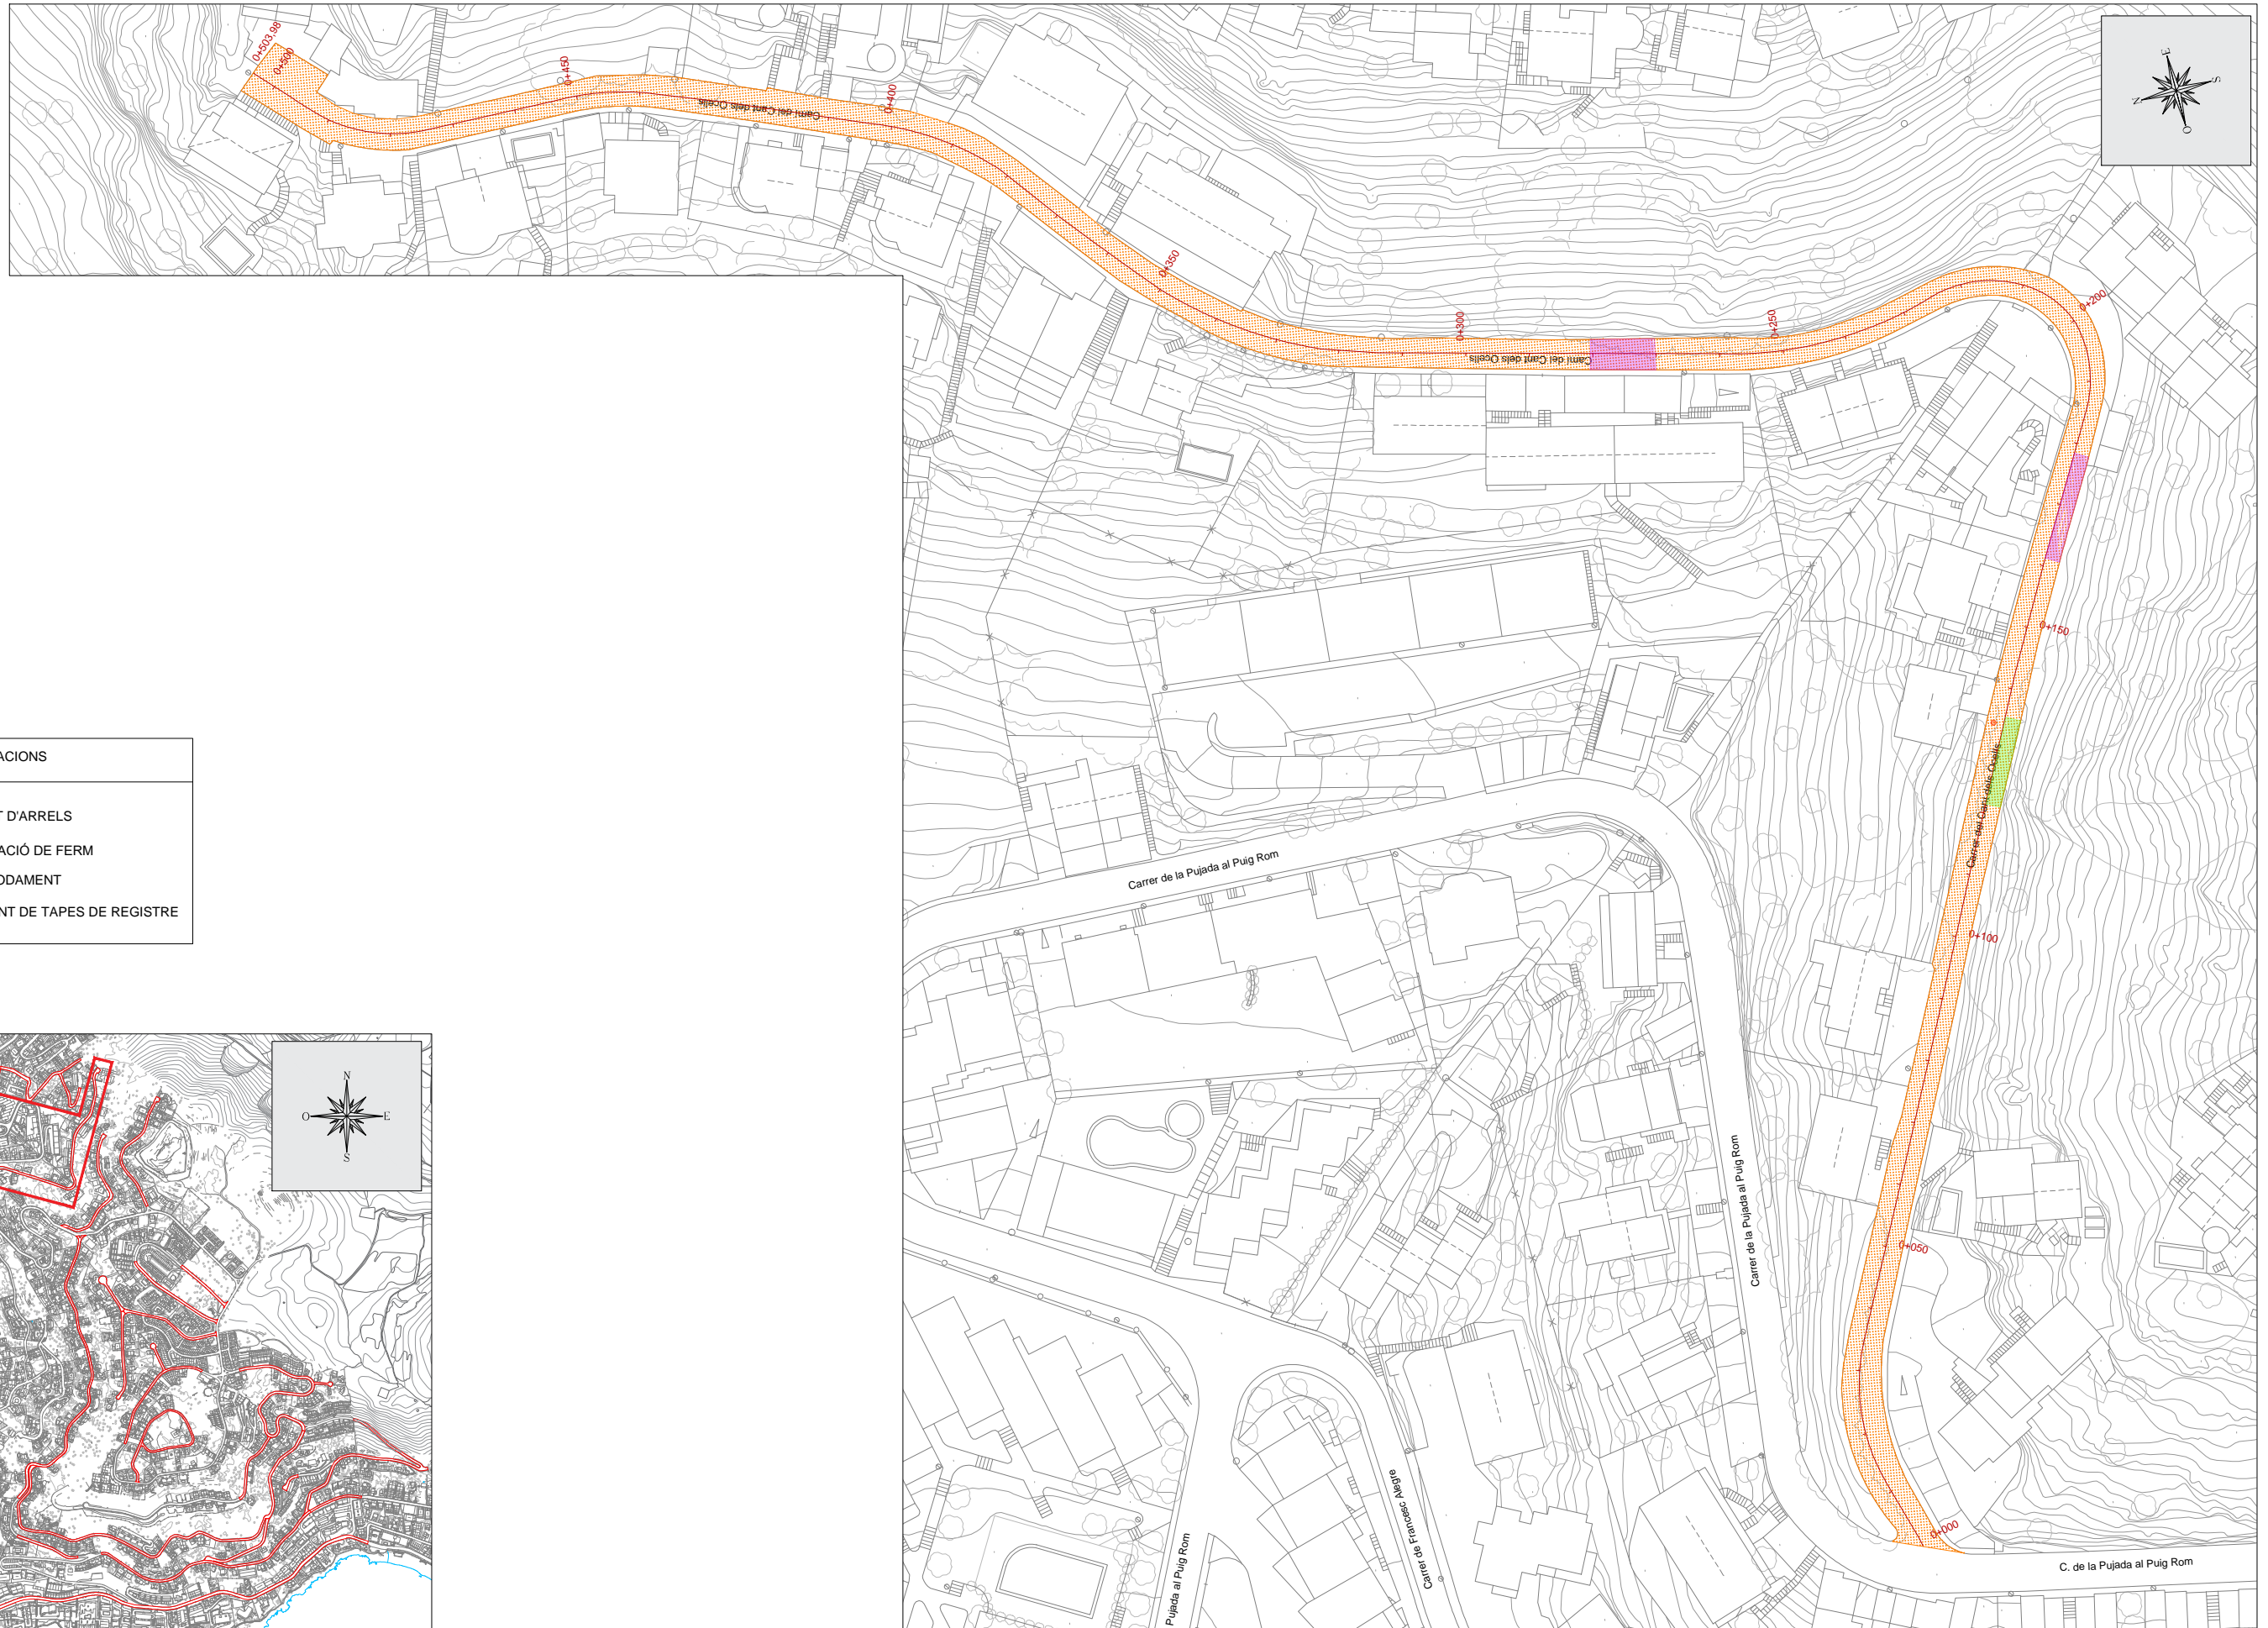 0+503.98
0+500
0+450
Camí del Cant dels Ocells
0+400
0+350
0+300
Camí del Cant dels Ocells
0+250
0+200
E
S
N
O
0+150
Carrer del Cant dels Ocells
0+100
0+050
0+000
Carrer de la Pujada al Puig Rom
Carrer de la Pujada al Puig Rom
C. de la Pujada al Puig Rom
Carrer de Francesc Alegre
Pujada al Puig Rom
ACIONS
T D'ARRELS
ACIÓ DE FERM
ODAMENT
NT DE TAPES DE REGISTRE
N
O
E
S